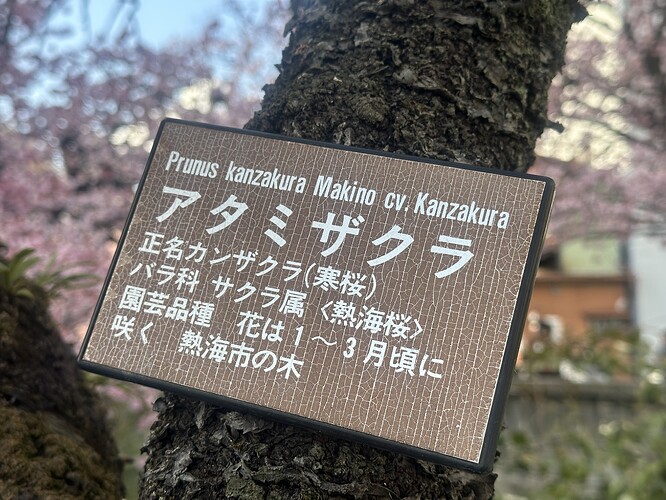 Prunus kanzakura Makino cv. Kanzakura
アタミザクラ
正名カンザクラ(寒桜)
バラ科 サクラ属 〈熱海桜〉
園芸品種 花は1〜3月頃に
咲く 熱海市の木